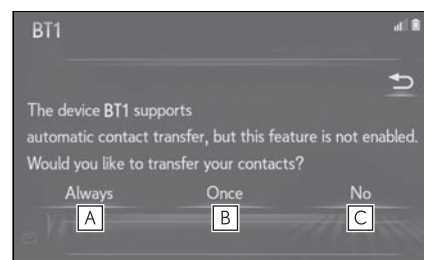 BT1
The device BT1 supports
automatic contact transfer, but this feature is not enabled.
Would you like to transfer your contacts?
Always Once No
A B C